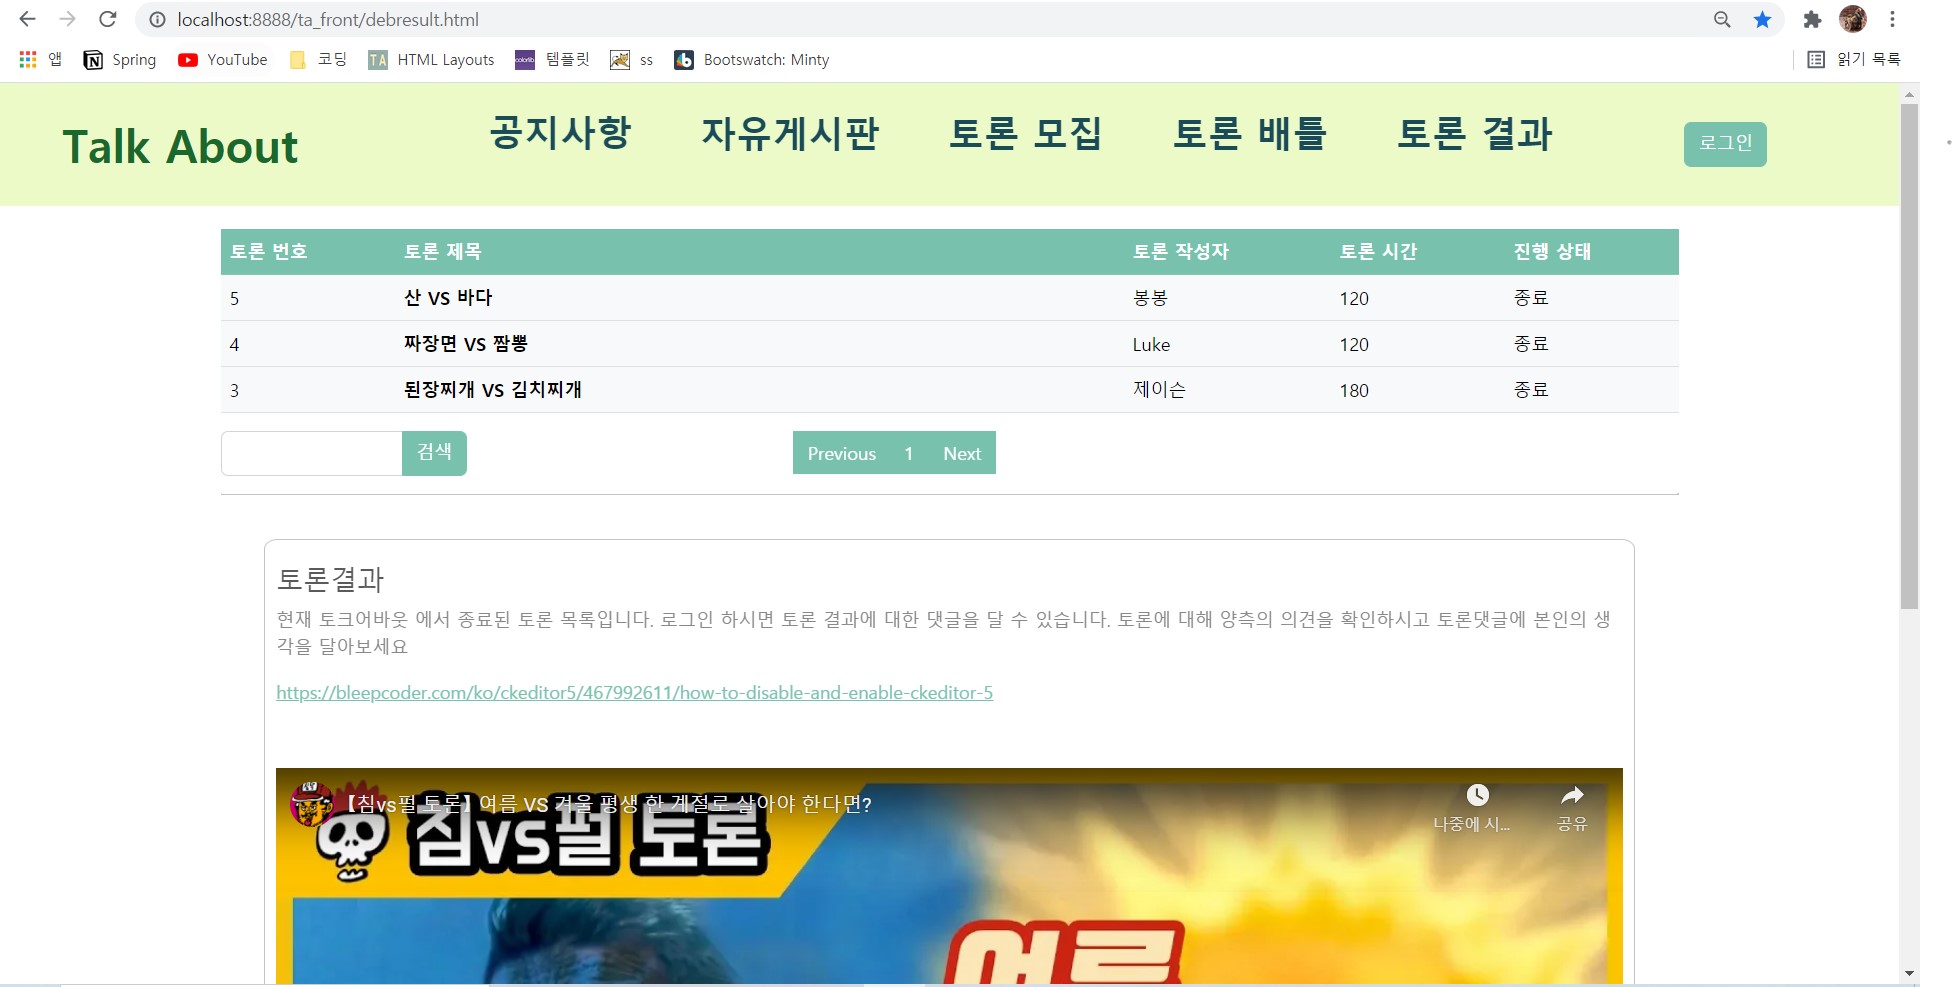 localhost:8888/ta_front/debresult.html
앱 Spring YouTube 코딩 TA HTML Layouts colorlib 템플릿 ss b Bootswatch: Minty 읽기 목록
Talk About 공지사항 자유게시판 토론 모집 토론 배틀 토론 결과 로그인
토론 번호 토론 제목 토론 작성자 토론 시간 진행 상태
5 산 VS 바다 봉봉 120 종료
4 짜장면 VS 짬뽕 Luke 120 종료
3 된장찌개 VS 김치찌개 제이슨 180 종료
검색 Previous 1 Next
토론결과
현재 토크어바웃 에서 종료된 토론 목록입니다. 로그인 하시면 토론 결과에 대한 댓글을 달 수 있습니다. 토론에 대해 양측의 의견을 확인하시고 토론댓글에 본인의 생
각을 달아보세요
https://bleepcoder.com/ko/ckeditor5/467992611/how-to-disable-and-enable-ckeditor-5
【침vs펄 토론】여름 VS 겨울 평생 한 계절로 살아야 한다면?
나중에 시... 공유
침vs펄 토론
여름